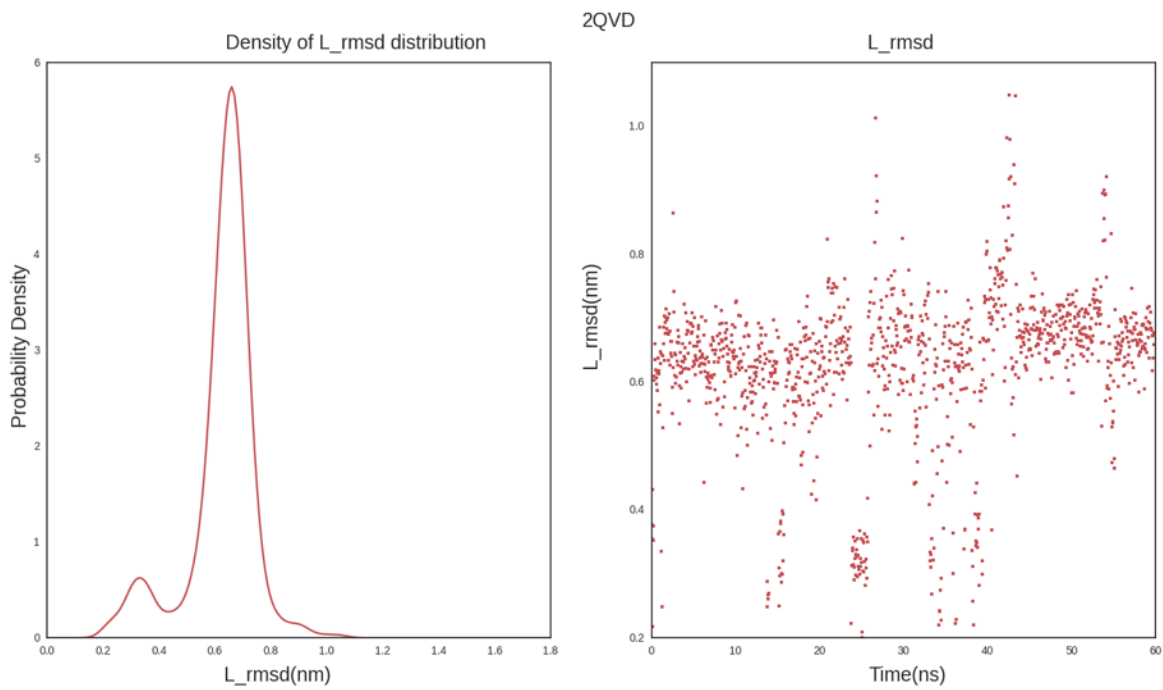 2QVD
Density of L_rmsd distribution
6
5
4
3
2
1
0
Probability Density
0.0 0.2 0.4 0.6 0.8 1.0 1.2 1.4 1.6 1.8
L_rmsd(nm)
L_rmsd
1.0
0.8
0.6
0.4
0.2
L_rmsd(nm)
0 10 20 30 40 50 60
Time(ns)